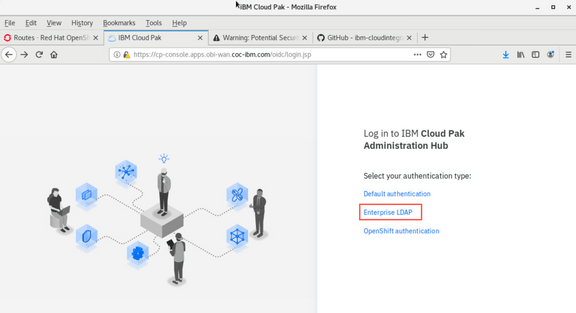 IBM Cloud Pak - Mozilla Firefox
File Edit View History Bookmarks Tools Help
Routes · Red Hat OpenSh
IBM Cloud Pak
Warning: Potential Securi
GitHub - ibm-cloudintegr
https://cp-console.apps.obi-wan.coc-ibm.com/oidc/login.jsp
Log in to IBM Cloud Pak
Administration Hub
Select your authentication type:
Default authentication
Enterprise LDAP
OpenShift authentication